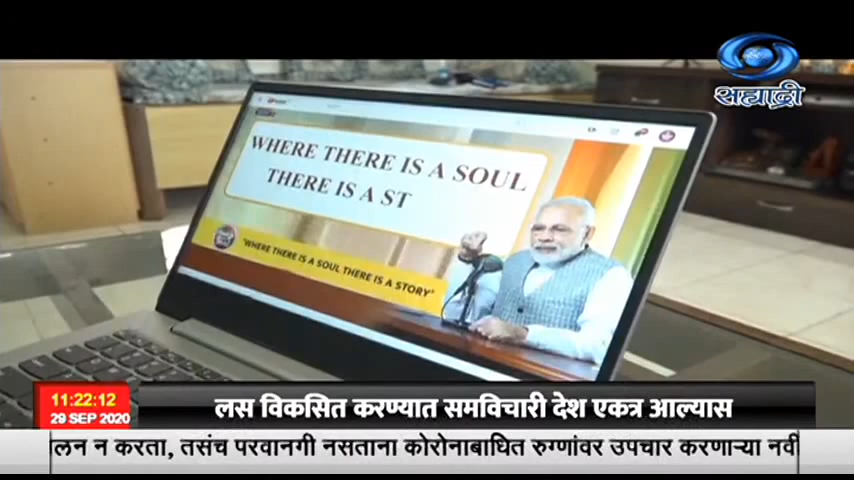 सह्याद्री
WHERE THERE IS A SOUL
THERE IS A ST
"WHERE THERE IS A SOUL THERE IS A STORY"
11:22:12
29 SEP 2020
लस विकसित करण्यात समविचारी देश एकत्र आल्यास
लन न करता, तसंच परवानगी नसताना कोरोनाबाधित रुग्णांवर उपचार करणाऱ्या नवी